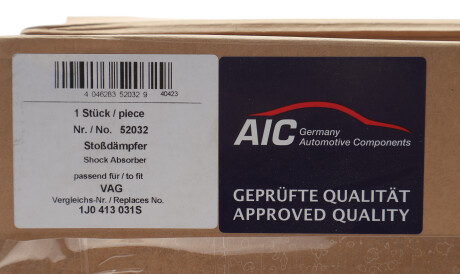 4 046283 52032 9 40423
1 Stück / piece
Nr. / No. 52032
Stoßdämpfer
Shock Absorber
passend für / to fit
VAG
Vergleichs-Nr. / Replaces No.
1J0 413 031S
AIC Germany
Automotive Components
GEPRÜFTE QUALITÄT
APPROVED QUALITY